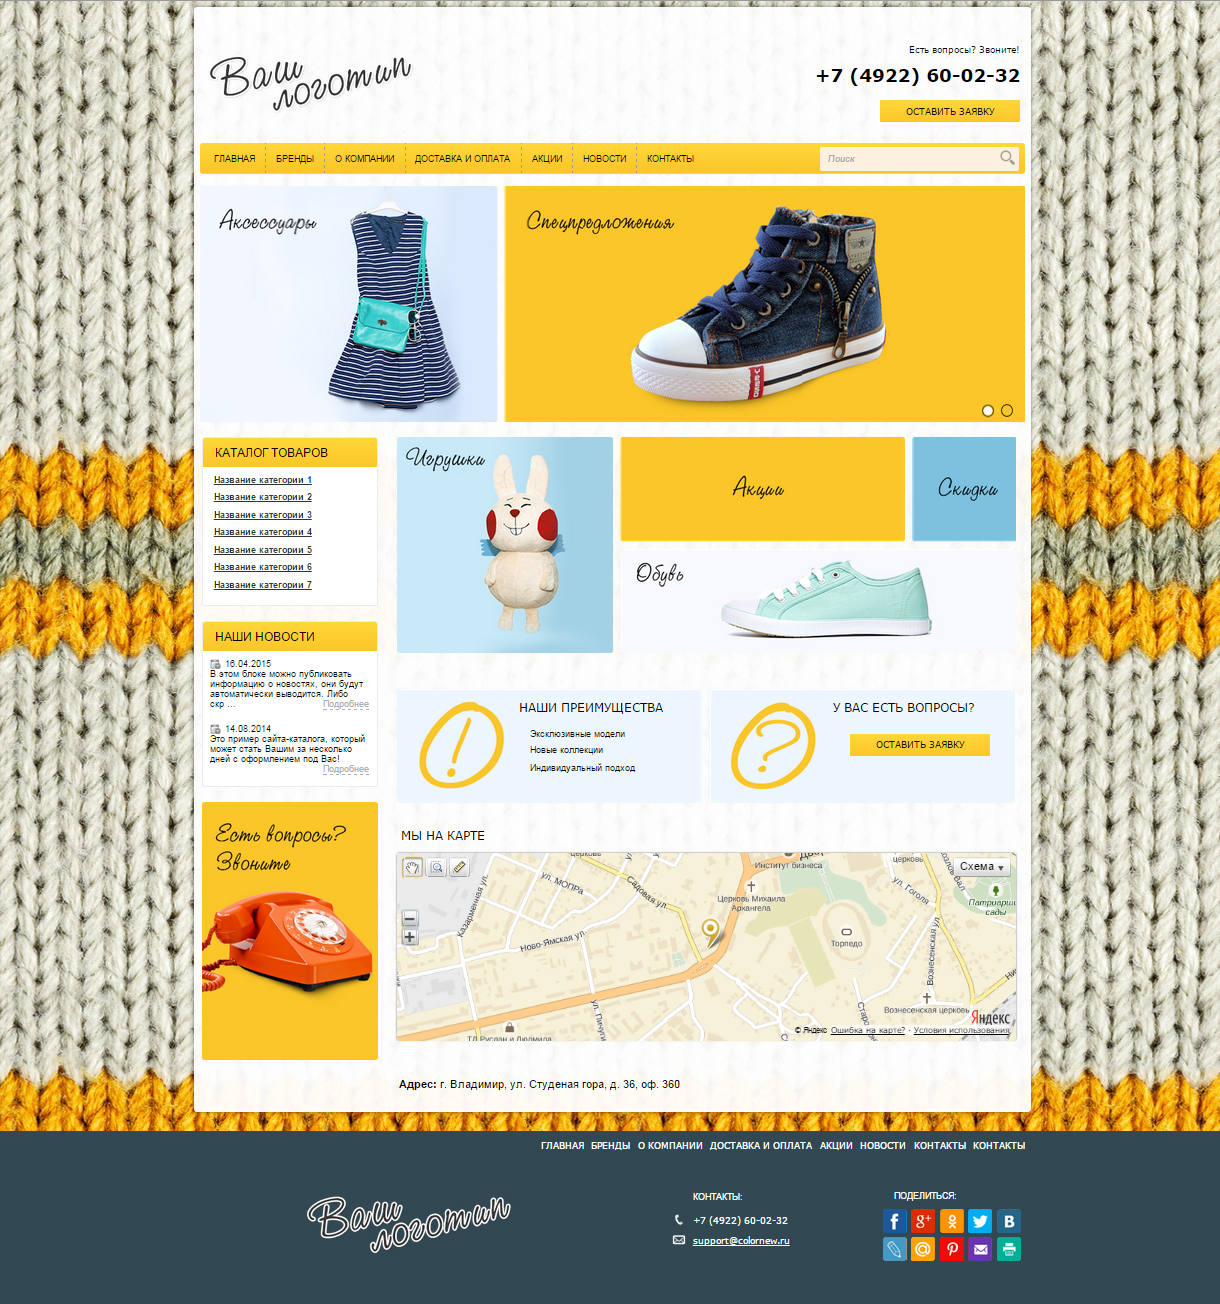 Ваш
логотип
Есть вопросы? Звоните!
+7 (4922) 60-02-32
ОСТАВИТЬ ЗАЯВКУ
ГЛАВНАЯ БРЕНДЫ О КОМПАНИИ ДОСТАВКА И ОПЛАТА АКЦИИ НОВОСТИ КОНТАКТЫ Поиск
Аксессуары
Спецпредложения
КАТАЛОГ ТОВАРОВ
Название категории 1
Название категории 2
Название категории 3
Название категории 4
Название категории 5
Название категории 6
Название категории 7
Игрушки
Акции
Скидки
Обувь
НАШИ НОВОСТИ
16.04.2015
В этом блоке можно публиковать
информацию о новостях, они будут
автоматически выводится. Либо
скр ... Подробнее
14.08.2014
Это пример сайта-каталога, который
может стать Вашим за несколько
дней с оформлением под Вас!
Подробнее
НАШИ ПРЕИМУЩЕСТВА
Эксклюзивные модели
Новые коллекции
Индивидуальный подход
У ВАС ЕСТЬ ВОПРОСЫ?
ОСТАВИТЬ ЗАЯВКУ
Есть вопросы?
Звоните
МЫ НА КАРТЕ
церковь
Институт бизнеса
церковь
Схема
Казарменная ул.
ул. МОПРа
Садовая ул.
Церковь Михаила
Архангела
ул. Гоголя
сады
Ново-Ямская ул.
Торпедо
Вознесенская ул.
ул. Пичуги
Вознесенская церковь
Яндекс
© Яндекс Ошибка на карте? · Условия использования
ТД Руслан и Людмила
Адрес: г. Владимир, ул. Студеная гора, д. 36, оф. 360
ГЛАВНАЯ БРЕНДЫ О КОМПАНИИ ДОСТАВКА И ОПЛАТА АКЦИИ НОВОСТИ КОНТАКТЫ КОНТАКТЫ
Ваш
логотип
КОНТАКТЫ:
+7 (4922) 60-02-32
support@colornew.ru
ПОДЕЛИТЬСЯ: